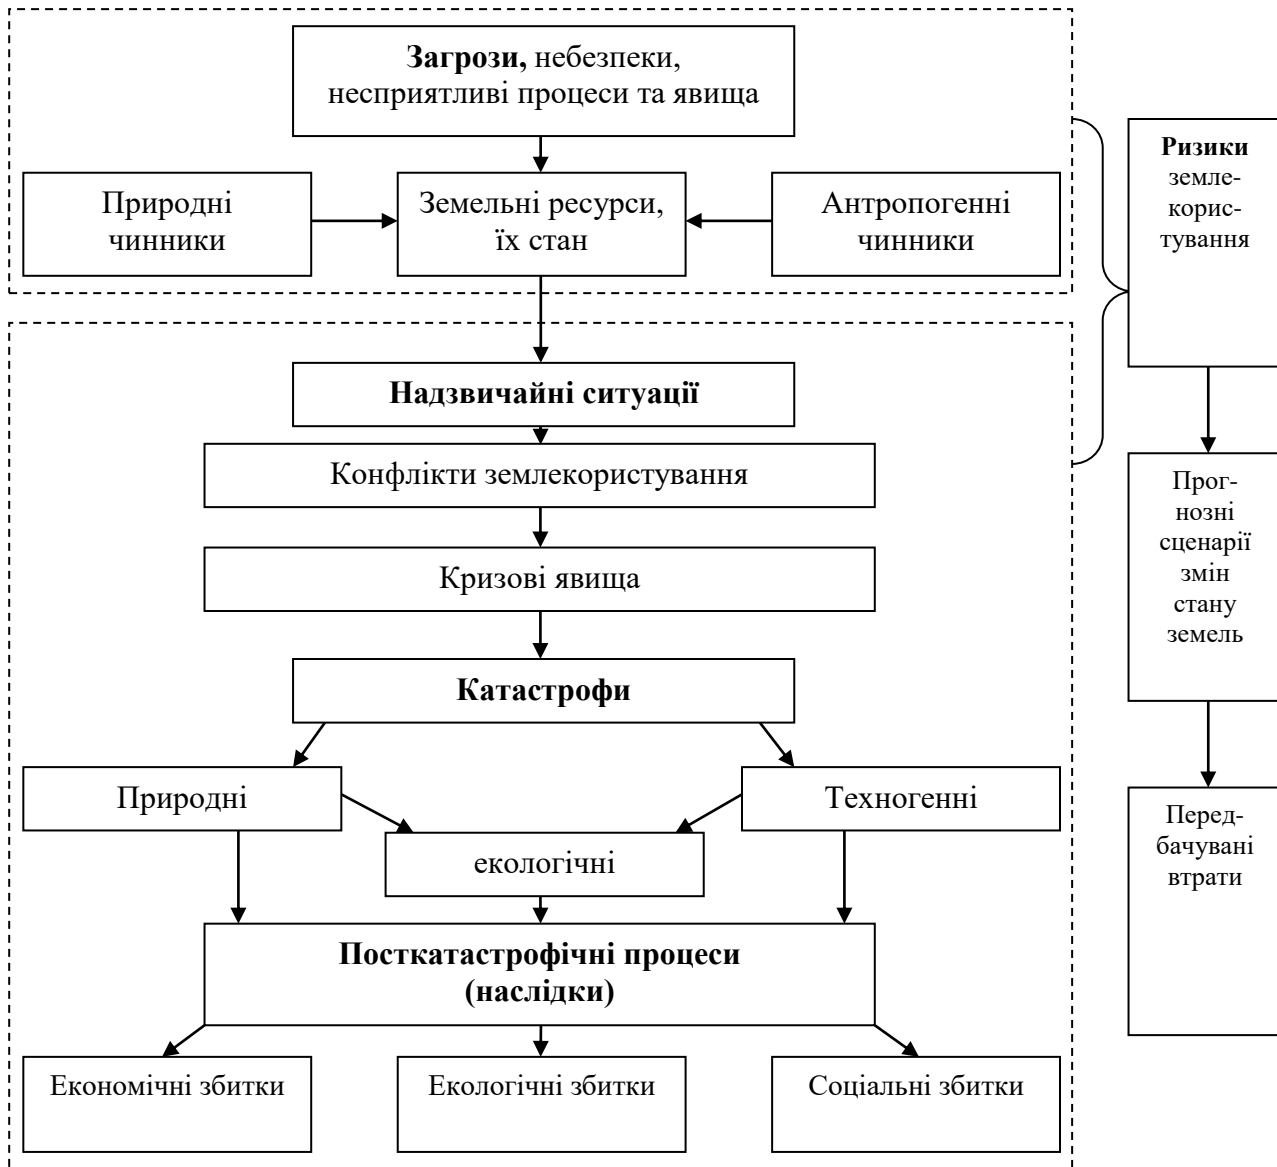 Загрози, небезпеки,
несприятливі процеси та явища
Природні
чинники
Земельні ресурси,
їх стан
Антропогенні
чинники
Надзвичайні ситуації
Конфлікти землекористування
Кризові явища
Катастрофи
Природні
Техногенні
екологічні
Посткатастрофічні процеси
(наслідки)
Економічні збитки
Екологічні збитки
Соціальні збитки
Ризики
земле-
корис-
тування
Прог-
нозні
сценарії
змін
стану
земель
Перед-
бачувані
втрати